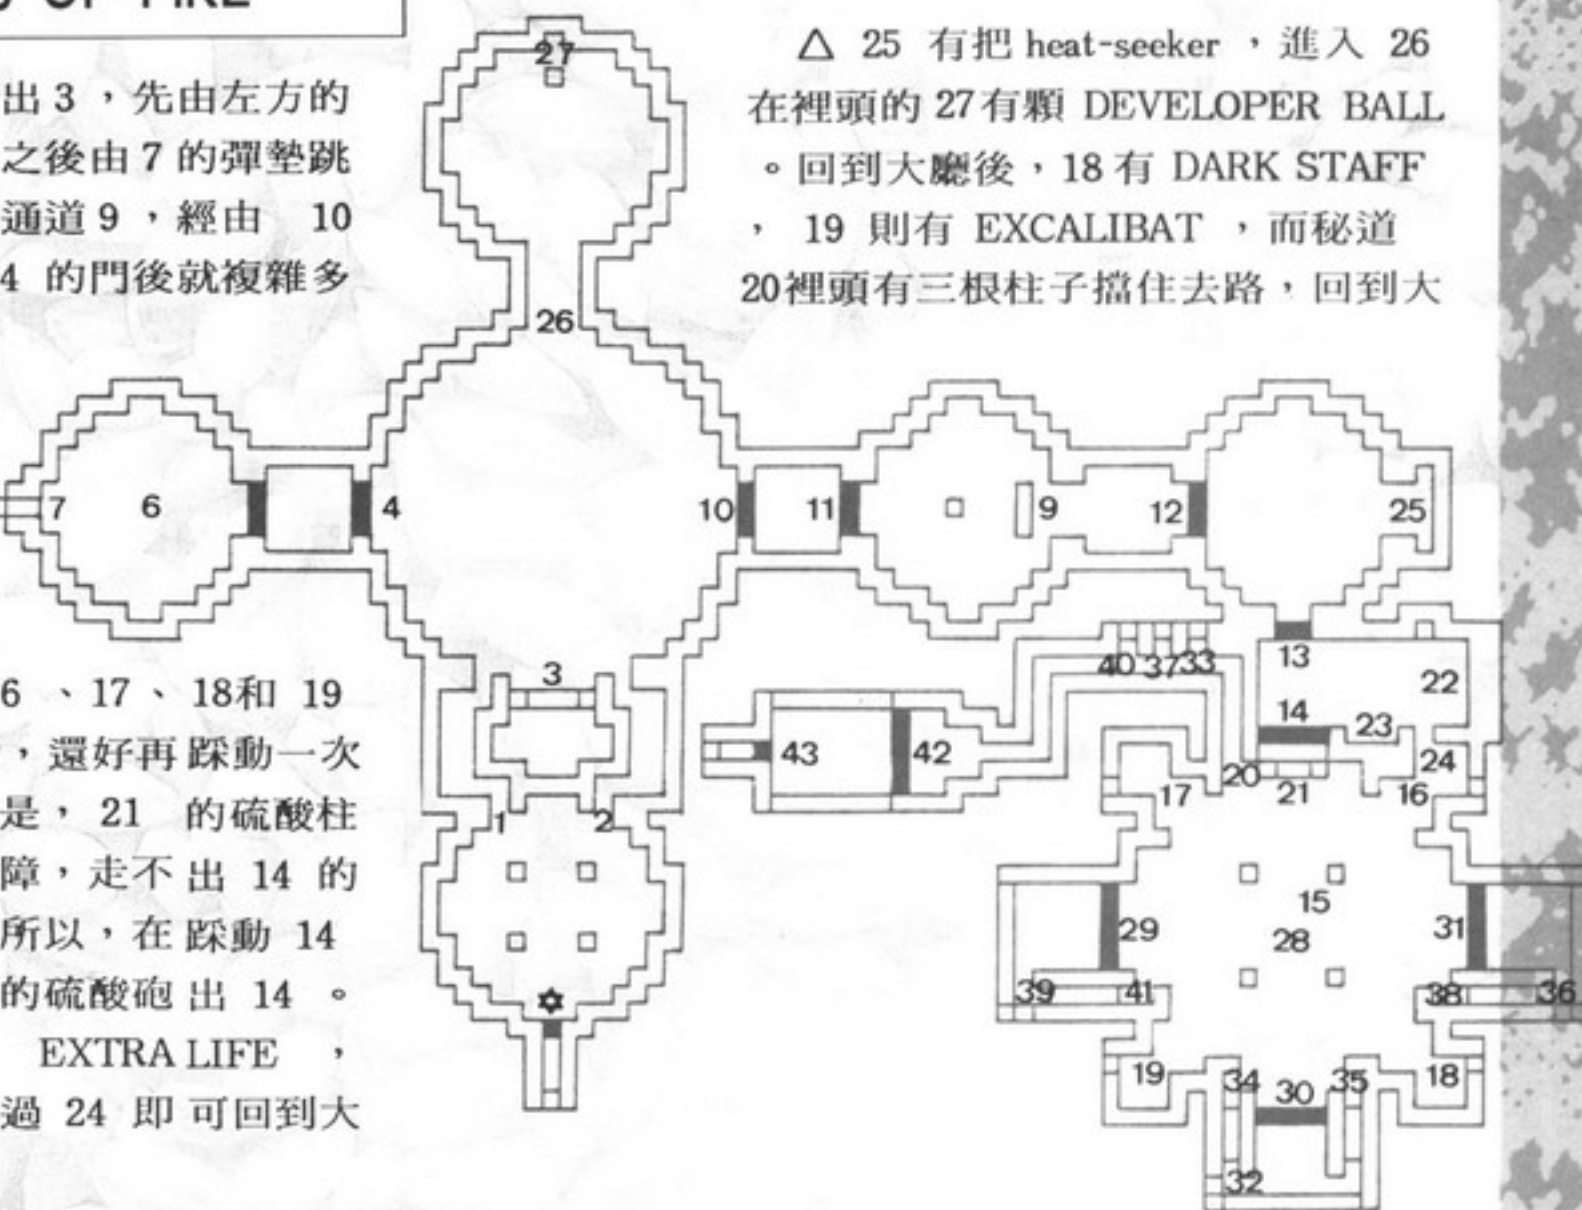 OF FIRE
出 3 ，先由左方的
之後由 7 的彈墊跳
通道 9 ，經由 10
4 的門後就複雜多
△ 25 有把 heat-seeker ，進入 26
在裡頭的 27有顆 DEVELOPER BALL
。回到大廳後，18 有 DARK STAFF
， 19 則有 EXCALIBAT ，而秘道
20裡頭有三根柱子擋住去路，回到大
27
26
7
6
4
10
11
9
12
25
6 、17 、 18和 19
，還好再踩動一次
是， 21 的硫酸柱
障，走不出 14 的
所以，在踩動 14
的硫酸砲出 14 。
EXTRA LIFE ，
過 24 即可回到大
3
1
2
43
42
40
37
33
13
22
14
23
24
20
21
17
16
15
29
28
31
39
41
38
36
19
34
30
35
18
32